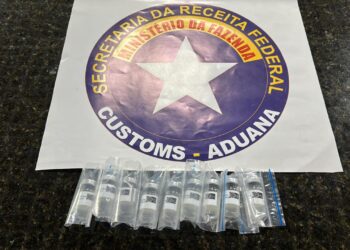 SECRETARIA DA RECEITA FEDERAL
MINISTÉRIO DA FAZENDA
CUSTOMS - ADUANA